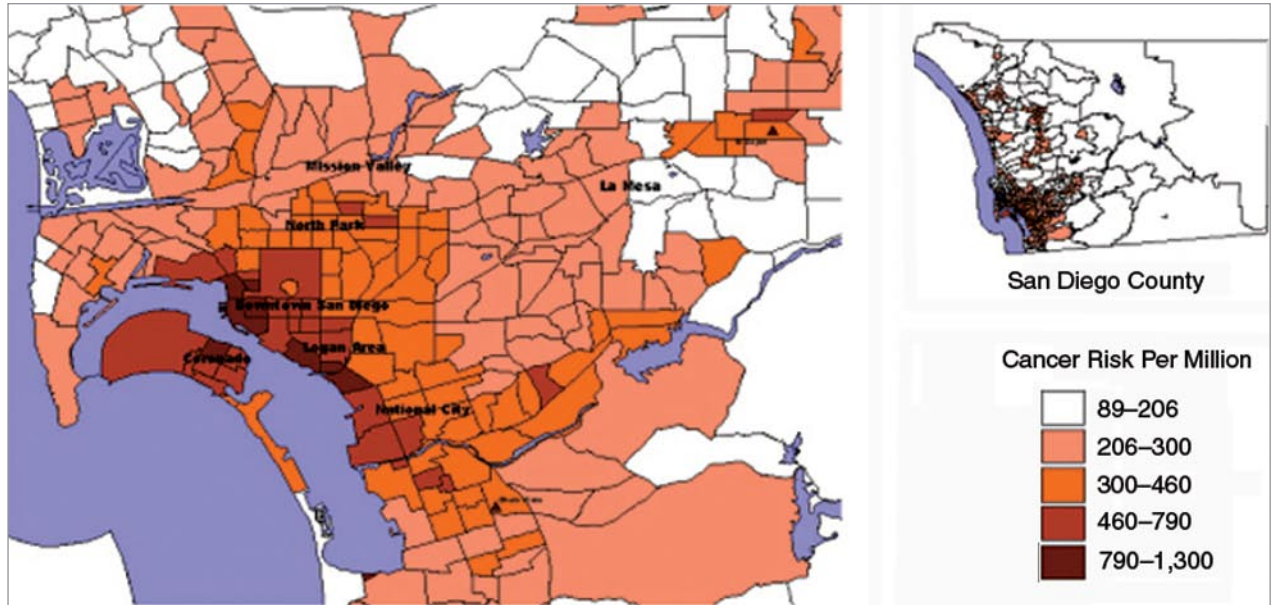 Mission Valley
La Mesa
North Park
Downtown San Diego
Logan Area
Coronado
National City
San Diego County
Cancer Risk Per Million
89–206
206–300
300–460
460–790
790–1,300